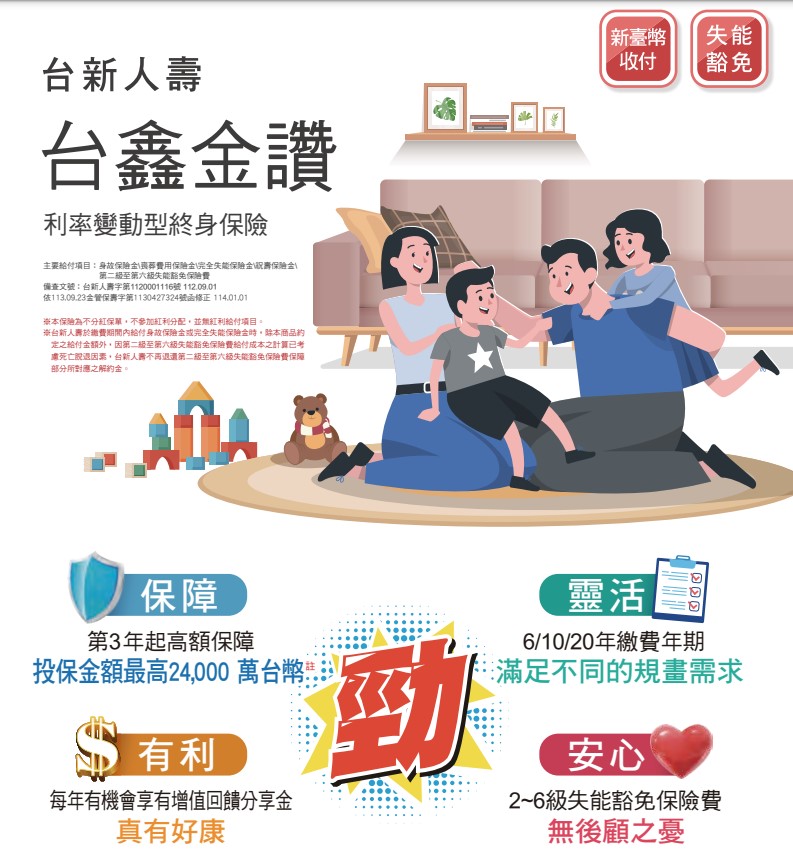 新臺幣
收付
失能
豁免
台新人壽
台鑫金讚
利率變動型終身保險
主要給付項目：身故保險金\喪葬費用保險金\完全失能保險金\祝壽保險金\
第二級至第六級失能豁免保險費
備查文號：台新人壽字第1120001116號 112.09.01
依113.09.23金管保壽字第1130427324號函修正 114.01.01
※本保險為不分紅保單，不參加紅利分配，並無紅利給付項目。
※台新人壽於繳費期間內給付身故保險金或完全失能保險金時，除本商品約
定之給付金額外，因第二級至第六級失能豁免保險費給付成本之計算已考
慮死亡脫退因素，台新人壽不再退還第二級至第六級失能豁免保險費保障
部分所對應之解約金。
保障
第3年起高額保障
投保金額最高24,000 萬台幣註
靈活
6/10/20年繳費年期
滿足不同的規畫需求
勁
$ 有利
每年有機會享有增值回饋分享金
真有好康
安心
2~6級失能豁免保險費
無後顧之憂